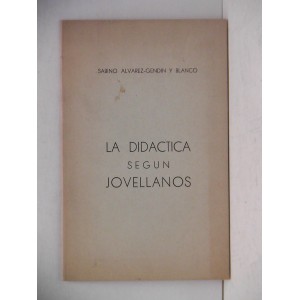 SABINO ALVAREZ-GENDIN Y BLANCO
LA DIDACTICA
SEGUN
JOVELLANOS